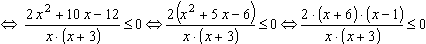 ⇔ (2x² + 10x − 12)/(x·(x+3)) ≤ 0 ⇔ 2(x² + 5x − 6)/(x·(x+3)) ≤ 0 ⇔ (2·(x+6)·(x−1))/(x·(x+3)) ≤ 0